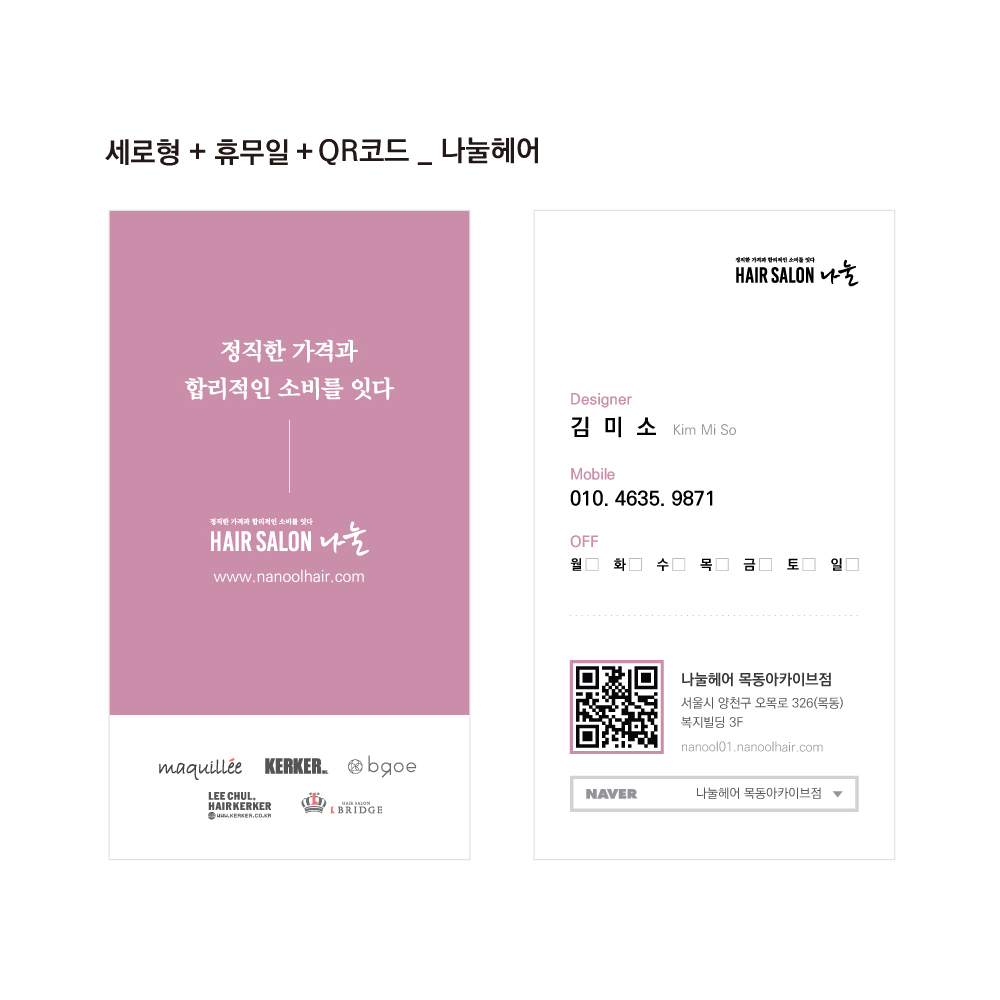 세로형 + 휴무일 + QR코드 _ 나눌헤어
정직한 가격과
합리적인 소비를 잇다
정직한 가격과 합리적인 소비를 잇다
HAIR SALON 나눌
www.nanoolhair.com
maquillée KERKER INC. bgoe
LEE CHUL.
HAIRKERKER
WWW.KERKER.CO.KR
HAIR SALON
L BRIDGE
정직한 가격과 합리적인 소비를 잇다
HAIR SALON 나눌
Designer
김 미 소 Kim Mi So
Mobile
010. 4635. 9871
OFF
월□ 화□ 수□ 목□ 금□ 토□ 일□
나눌헤어 목동아카이브점
서울시 양천구 오목로 326(목동)
복지빌딩 3F
nanool01.nanoolhair.com
NAVER 나눌헤어 목동아카이브점 ▼